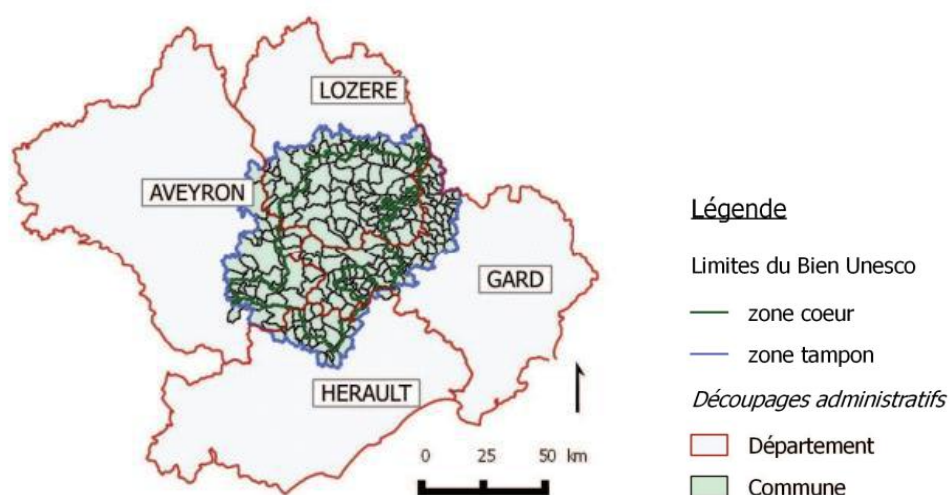 LOZERE
AVEYRON
GARD
HERAULT
0 25 50 km
Légende
Limites du Bien Unesco
zone coeur
zone tampon
Découpages administratifs
Département
Commune